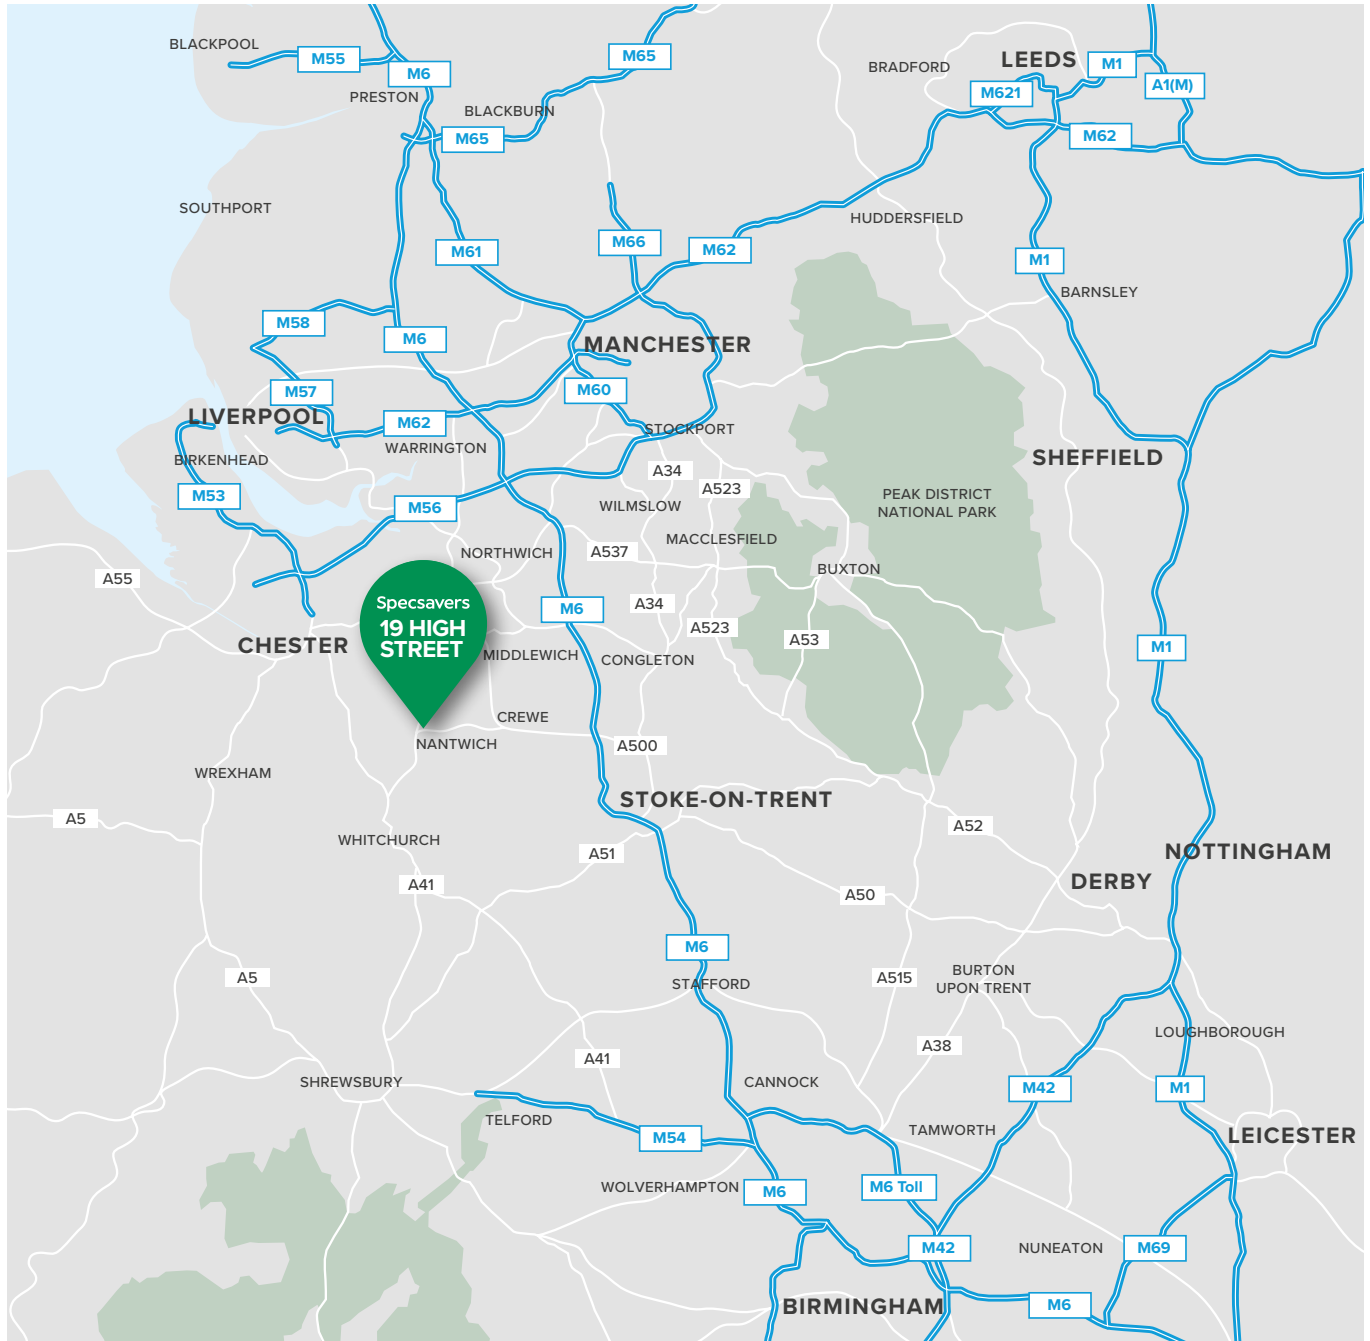 BLACKPOOL
M55
M6
M65
BRADFORD
LEEDS
M1
A1(M)
PRESTON
M621
BLACKBURN
M65
M62
SOUTHPORT
HUDDERSFIELD
M61
M66
M62
M1
BARNSLEY
M58
M6
MANCHESTER
M57
M60
LIVERPOOL
M62
STOCKPORT
WARRINGTON
SHEFFIELD
BIRKENHEAD
A34
A523
M53
M56
WILMSLOW
PEAK DISTRICT
NATIONAL PARK
MACCLESFIELD
NORTHWICH
A537
BUXTON
A55
Specsavers
19 HIGH
STREET
M6
A34
A523
A53
CHESTER
MIDDLEWICH
CONGLETON
M1
CREWE
NANTWICH
A500
WREXHAM
STOKE-ON-TRENT
A5
A52
WHITCHURCH
A51
NOTTINGHAM
DERBY
A41
A50
M6
STAFFORD
A5
A515
BURTON
UPON TRENT
LOUGHBOROUGH
A38
A41
SHREWSBURY
CANNOCK
M42
M1
TELFORD
M54
TAMWORTH
LEICESTER
WOLVERHAMPTON
M6
M6 Toll
M42
NUNEATON
M69
BIRMINGHAM
M6